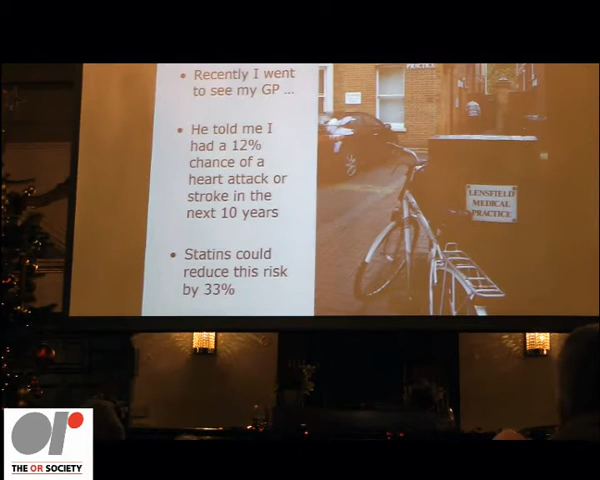 • Recently I went
to see my GP ...
• He told me I
had a 12%
chance of a
heart attack or
stroke in the
next 10 years
• Statins could
reduce this risk
by 33%
LENSFIELD
MEDICAL
PRACTICE
or
THE OR SOCIETY